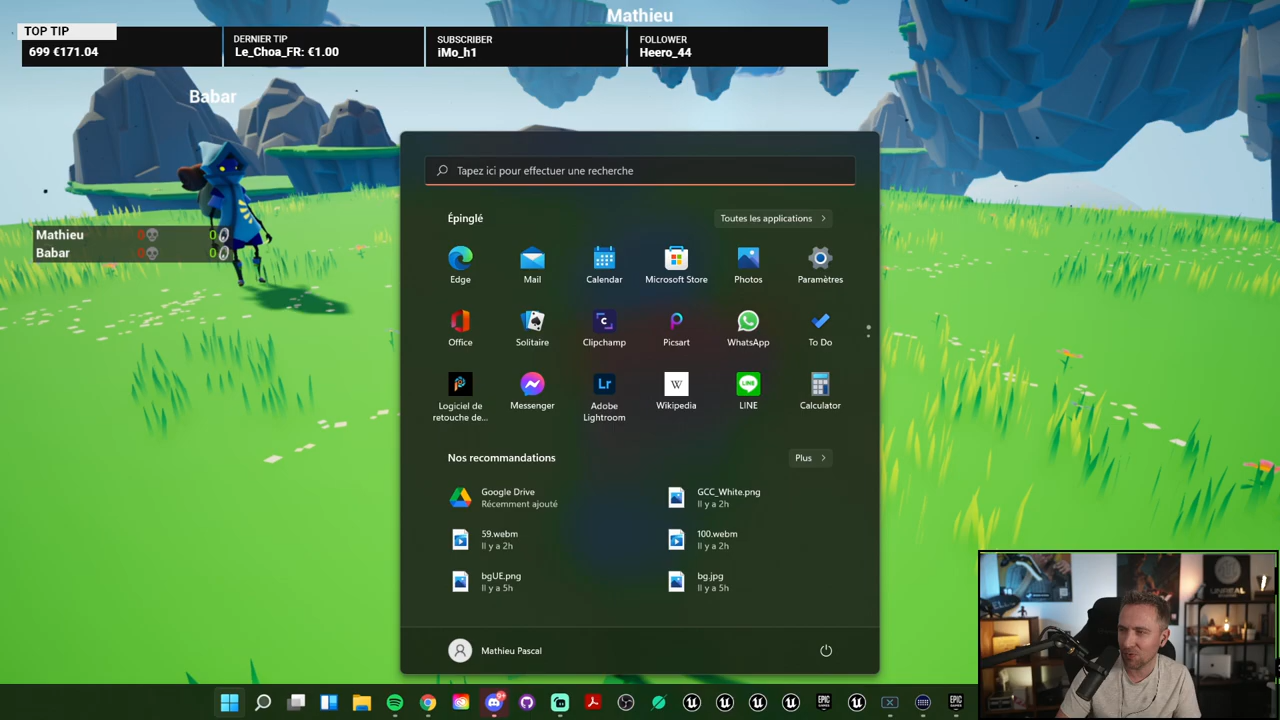 Mathieu
TOP TIP
699 €171.04
DERNIER TIP
Le_Choa_FR: €1.00
SUBSCRIBER
iMo_h1
FOLLOWER
Heero_44
Babar
Mathieu 0 0
Babar 0 0
Tapez ici pour effectuer une recherche
Épinglé
Toutes les applications
Edge
Mail
Calendar
Microsoft Store
Photos
Paramètres
Office
Solitaire
Clipchamp
Picsart
WhatsApp
To Do
Logiciel de
retouche de...
Messenger
Adobe
Lightroom
Wikipedia
LINE
Calculator
Nos recommandations
Plus
Google Drive
Récemment ajouté
GCC_White.png
Il y a 2h
59.webm
Il y a 2h
100.webm
Il y a 2h
bgUE.png
Il y a 5h
bg.jpg
Il y a 5h
Mathieu Pascal